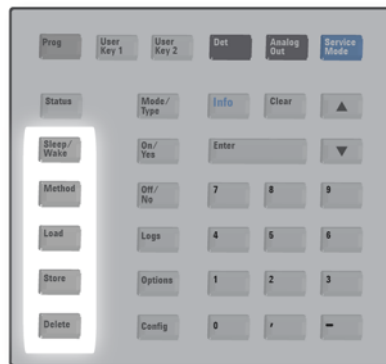 Prog
User
Key 1
User
Key 2
Det
Analog
Out
Service
Mode
Status
Mode/
Type
Info
Clear
▲
Sleep/
Wake
On/
Yes
Enter
▼
Method
Off/
No
7
8
9
Load
Logs
4
5
6
Store
Options
1
2
3
Delete
Config
0
,
–